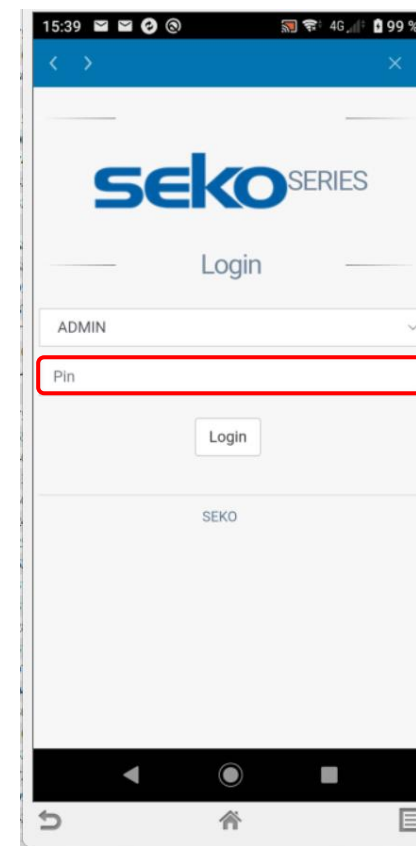 15:39 4G 99 %
seko SERIES
Login
ADMIN
Pin
Login
SEKO